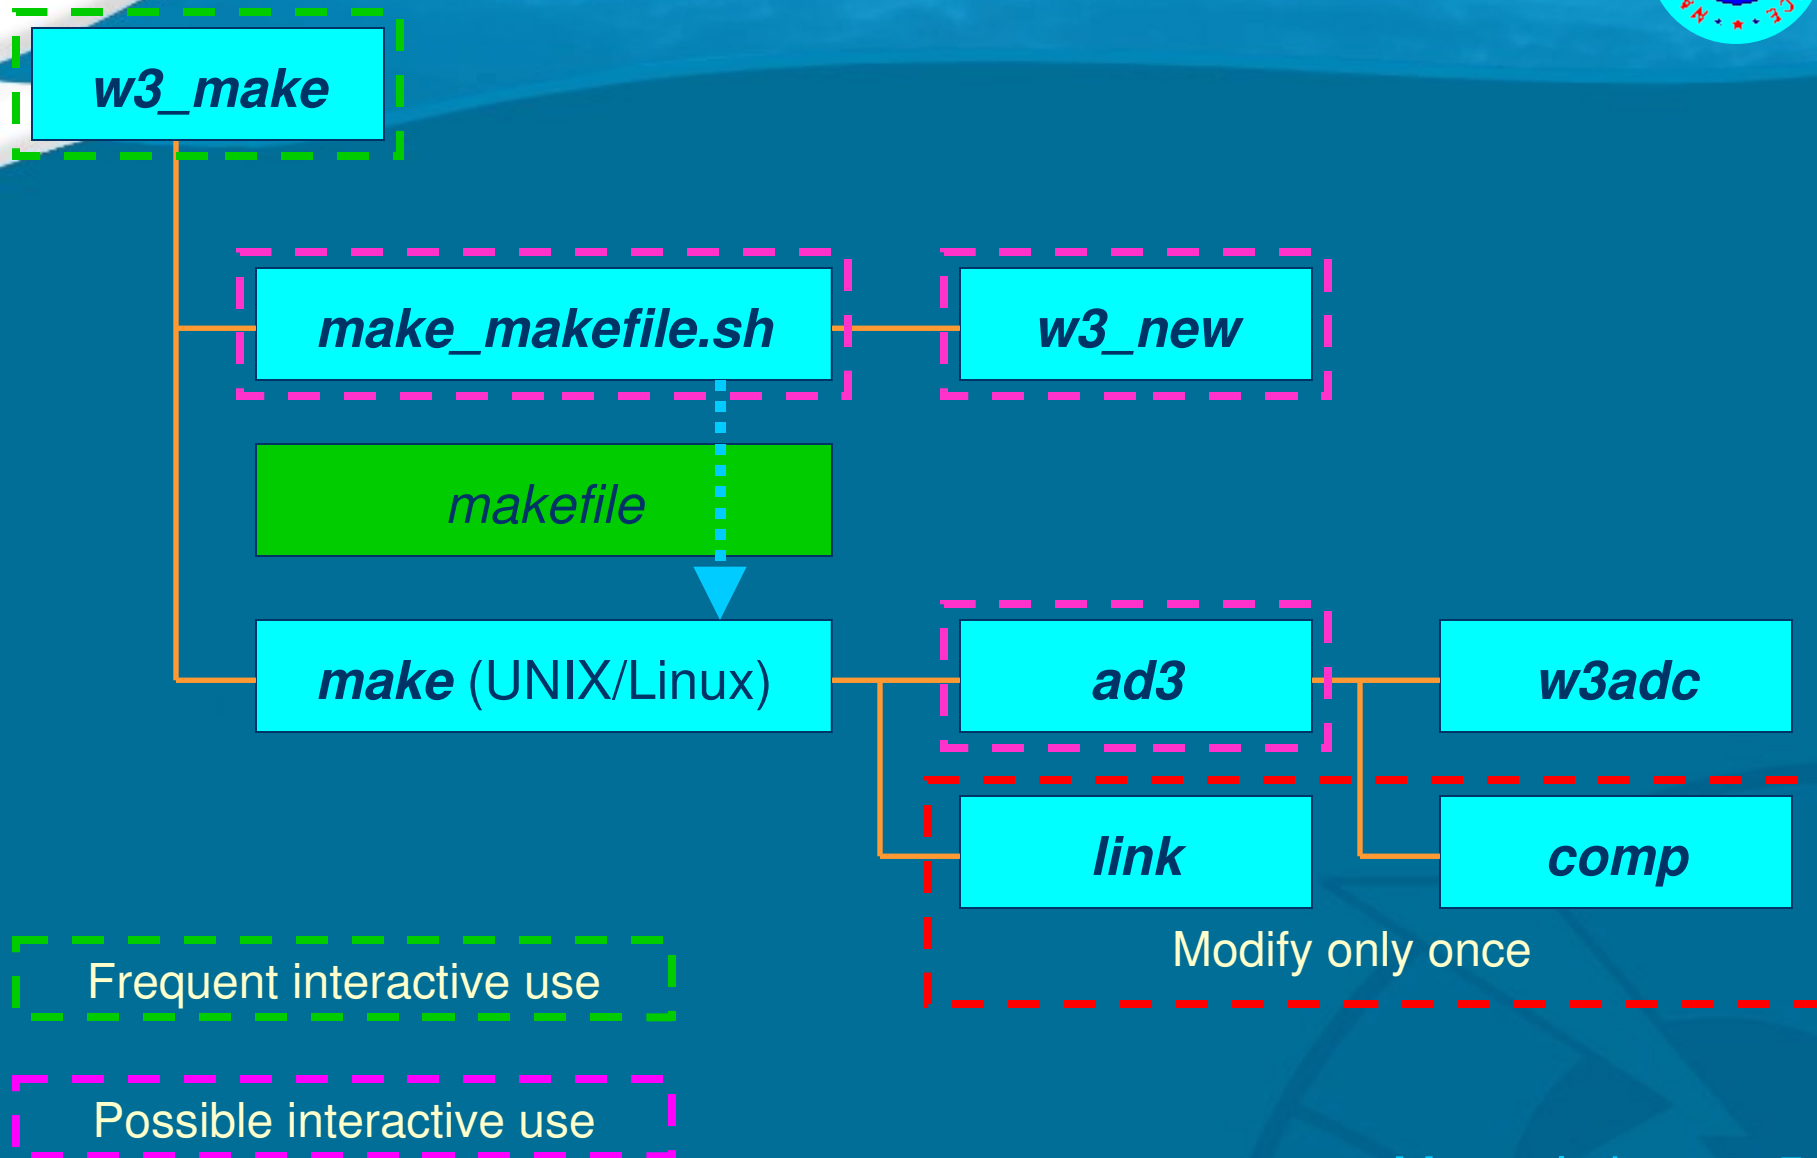 w3_make
make_makefile.sh
w3_new
makefile
make (UNIX/Linux)
ad3
w3adc
link
comp
Modify only once
Frequent interactive use
Possible interactive use